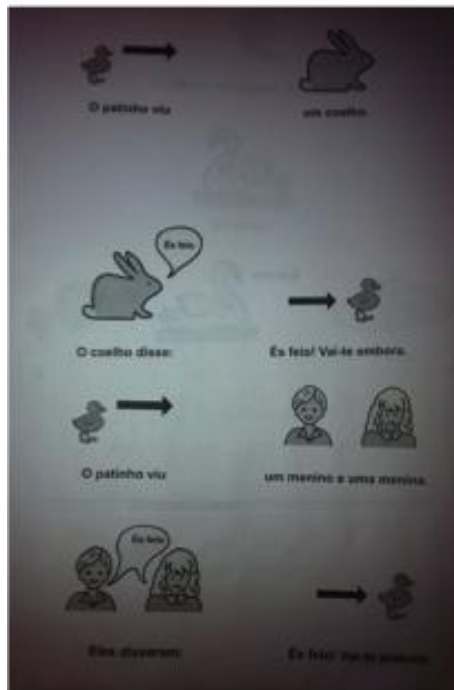 O patinho viu um coelho.
És feio.
O coelho disse: És feio! Vai-te embora.
O patinho viu um menino e uma menina.
És feio.
Eles disseram: És feio! Vai-te embora.